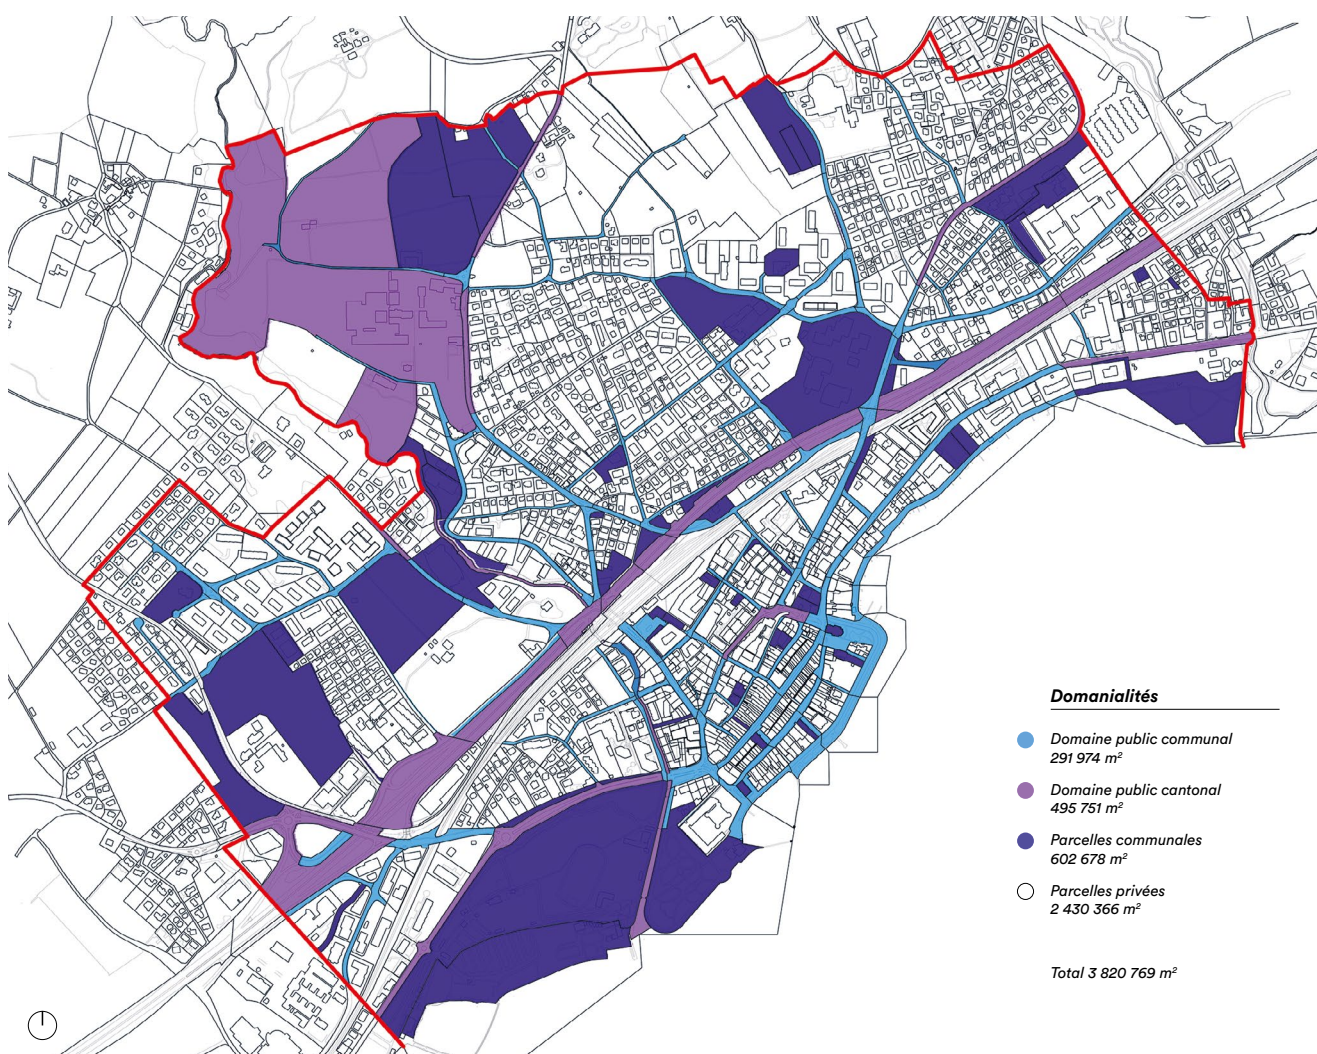 Domanialités
Domaine public communal
291 974 m²
Domaine public cantonal
495 751 m²
Parcelles communales
602 678 m²
Parcelles privées
2 430 366 m²
Total 3 820 769 m²